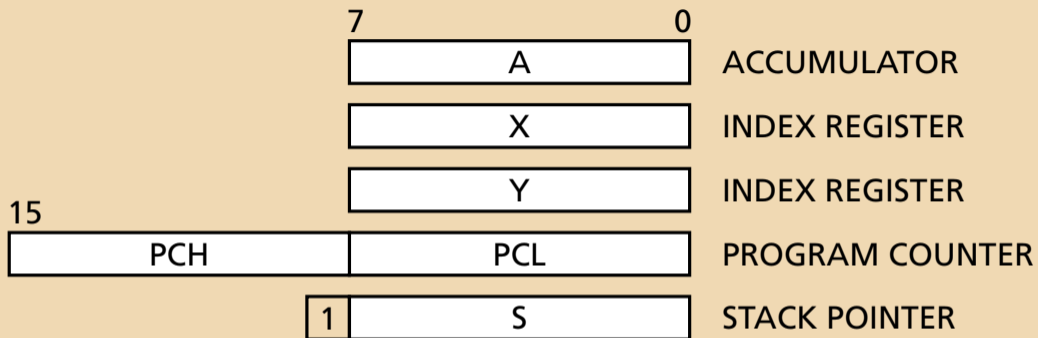 7 0
A ACCUMULATOR
X INDEX REGISTER
Y INDEX REGISTER
15
PCH PCL PROGRAM COUNTER
1 S STACK POINTER